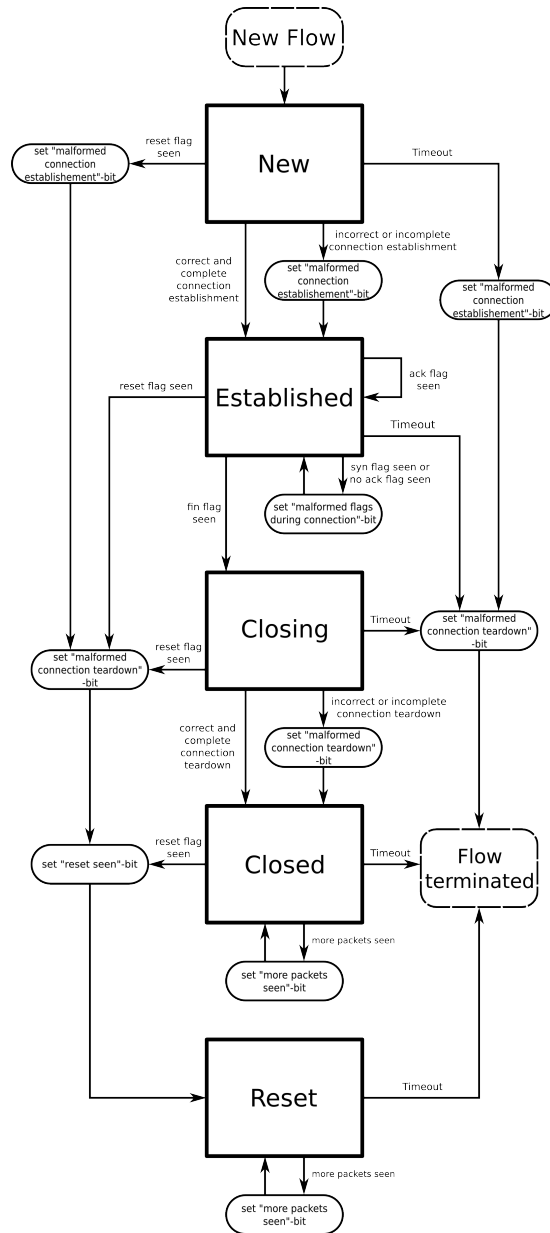 New Flow
reset flag
seen
set "malformed
connection
establishement"-bit
New
Timeout
correct and
complete
connection
establishment
incorrect or incomplete
connection establishment
set "malformed
connection
establishement"-bit
set "malformed
connection
establishement"-bit
Established
ack flag
seen
reset flag seen
Timeout
fin flag
seen
syn flag seen or
no ack flag seen
set "malformed flags
during connection"-bit
Closing
Timeout
set "malformed
connection teardown"
-bit
reset flag
seen
set "malformed
connection teardown"
-bit
correct and
complete
connection
teardown
incorrect or incomplete
connection teardown
set "malformed
connection teardown"
-bit
set "reset seen"-bit
reset flag
seen
Closed
Timeout
Flow
terminated
more packets seen
set "more packets
seen"-bit
Reset
Timeout
more packets seen
set "more packets
seen"-bit